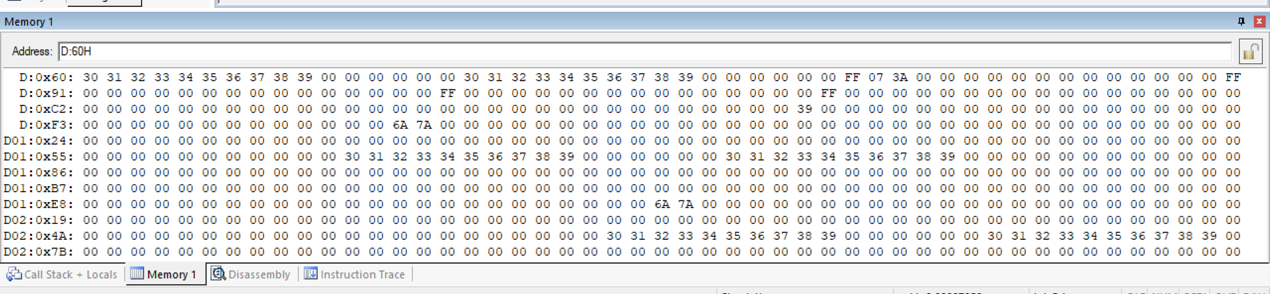 Memory 1
Address: D:60H
D:0x60: 30 31 32 33 34 35 36 37 38 39 00 00 00 00 00 00 30 31 32 33 34 35 36 37 38 39 00 00 00 00 00 00 FF 07 3A 00 00 00 00 00 00 00 00 00 00 00 00 00 FF
D:0x91: 00 00 00 00 00 00 00 00 00 00 00 00 00 00 00 FF 00 00 00 00 00 00 00 00 00 00 00 00 00 00 00 FF 00 00 00 00 00 00 00 00 00 00 00 00 00 00 00 00 00
D:0xC2: 00 00 00 00 00 00 00 00 00 00 00 00 00 00 00 00 00 00 00 00 00 00 00 00 00 00 00 00 00 00 39 00 00 00 00 00 00 00 00 00 00 00 00 00 00 00 00 00 00
D:0xF3: 00 00 00 00 00 00 00 00 00 00 00 00 00 6A 7A 00 00 00 00 00 00 00 00 00 00 00 00 00 00 00 00 00 00 00 00 00 00 00 00 00 00 00 00 00 00 00 00 00 00
D01:0x24: 00 00 00 00 00 00 00 00 00 00 00 00 00 00 00 00 00 00 00 00 00 00 00 00 00 00 00 00 00 00 00 00 00 00 00 00 00 00 00 00 00 00 00 00 00 00 00 00 00
D01:0x55: 00 00 00 00 00 00 00 00 00 00 00 30 31 32 33 34 35 36 37 38 39 00 00 00 00 00 00 30 31 32 33 34 35 36 37 38 39 00 00 00 00 00 00 00 00 00 00 00 00
D01:0x86: 00 00 00 00 00 00 00 00 00 00 00 00 00 00 00 00 00 00 00 00 00 00 00 00 00 00 00 00 00 00 00 00 00 00 00 00 00 00 00 00 00 00 00 00 00 00 00 00 00
D01:0xB7: 00 00 00 00 00 00 00 00 00 00 00 00 00 00 00 00 00 00 00 00 00 00 00 00 00 00 00 00 00 00 00 00 00 00 00 00 00 00 00 00 00 00 00 00 00 00 00 00 00
D01:0xE8: 00 00 00 00 00 00 00 00 00 00 00 00 00 00 00 00 00 00 00 00 00 00 00 00 6A 7A 00 00 00 00 00 00 00 00 00 00 00 00 00 00 00 00 00 00 00 00 00 00 00
D02:0x19: 00 00 00 00 00 00 00 00 00 00 00 00 00 00 00 00 00 00 00 00 00 00 00 00 00 00 00 00 00 00 00 00 00 00 00 00 00 00 00 00 00 00 00 00 00 00 00 00 00
D02:0x4A: 00 00 00 00 00 00 00 00 00 00 00 00 00 00 00 00 00 00 00 00 00 00 30 31 32 33 34 35 36 37 38 39 00 00 00 00 00 00 30 31 32 33 34 35 36 37 38 39 00
D02:0x7B: 00 00 00 00 00 00 00 00 00 00 00 00 00 00 00 00 00 00 00 00 00 00 00 00 00 00 00 00 00 00 00 00 00 00 00 00 00 00 00 00 00 00 00 00 00 00 00 00 00
Call Stack + Locals Memory 1 Disassembly Instruction Trace